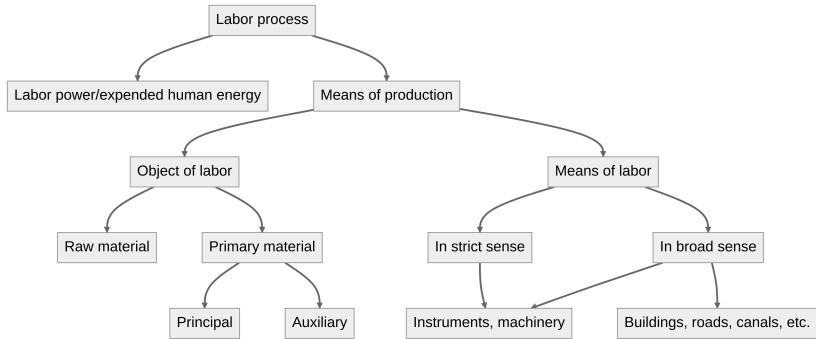 Labor process
Labor power/expended human energy
Means of production
Object of labor
Means of labor
Raw material
Primary material
In strict sense
In broad sense
Principal
Auxiliary
Instruments, machinery
Buildings, roads, canals, etc.